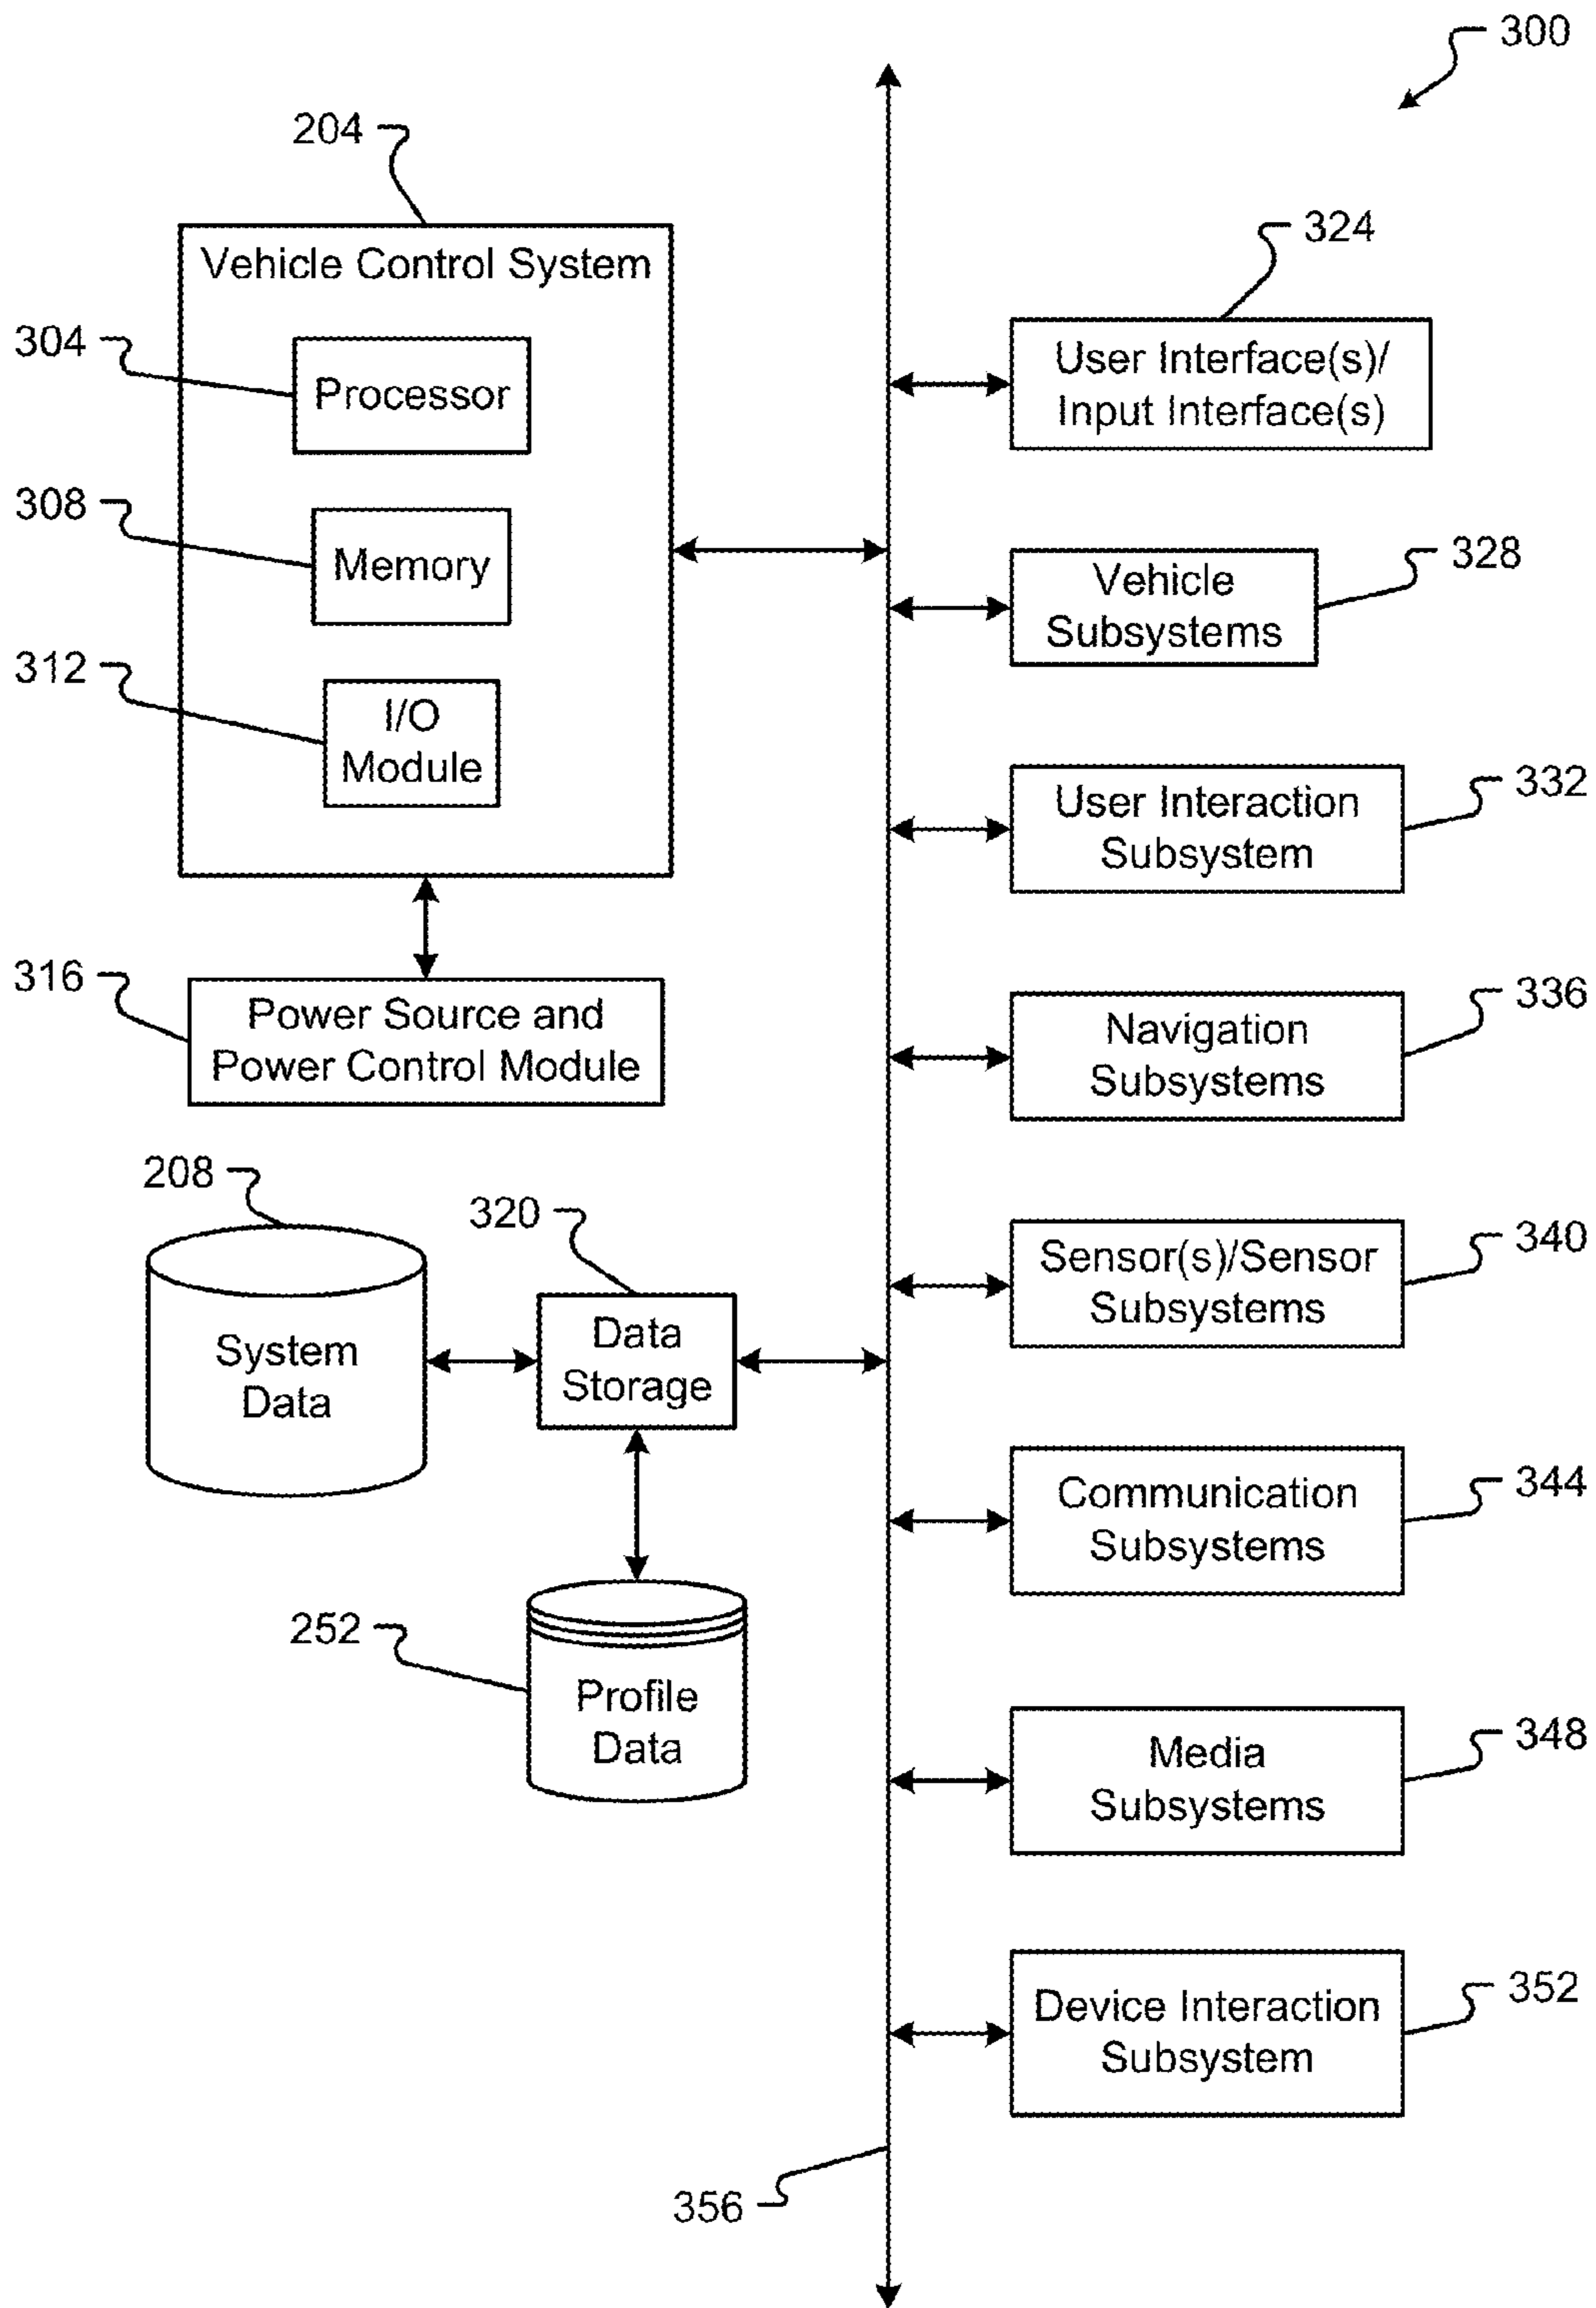 300
204
Vehicle Control System
304
Processor
308
Memory
312
I/O
Module
316
Power Source and
Power Control Module
208
System
Data
320
Data
Storage
252
Profile
Data
324
User Interface(s)/
Input Interface(s)
328
Vehicle
Subsystems
332
User Interaction
Subsystem
336
Navigation
Subsystems
340
Sensor(s)/Sensor
Subsystems
344
Communication
Subsystems
348
Media
Subsystems
352
Device Interaction
Subsystem
356